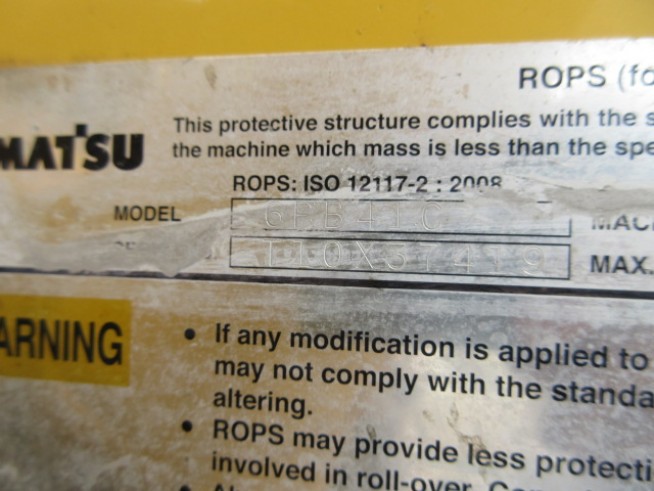 ROPS (fo
MATSU
This protective structure complies with the s
the machine which mass is less than the spe
ROPS: ISO 12117-2 : 2008
MODEL
MAC
MAX.
ARNING
• If any modification is applied to
may not comply with the standa
altering.
• ROPS may provide less protecti
involved in roll-over.